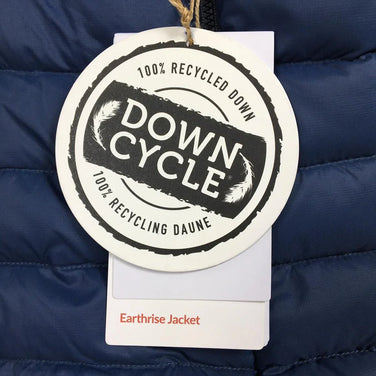 100% RECYCLED DOWN
DOWN
CYCLE
100% RECYCLING DAUNE
Earthrise Jacket